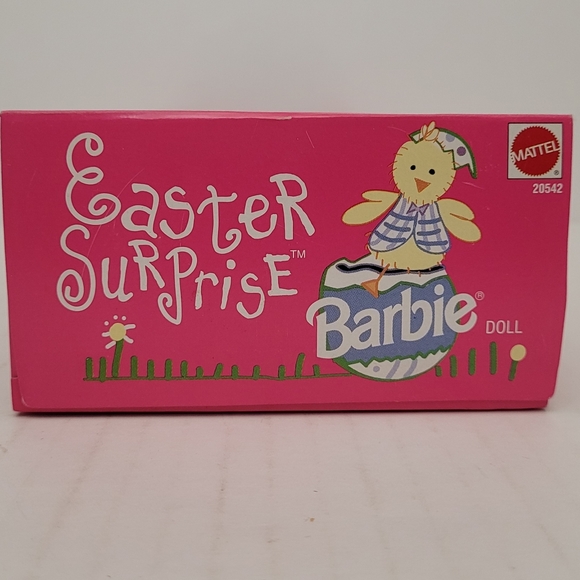 EasteR
SuRPrisE™
MATTEL
®
20542
Barbie® DOLL